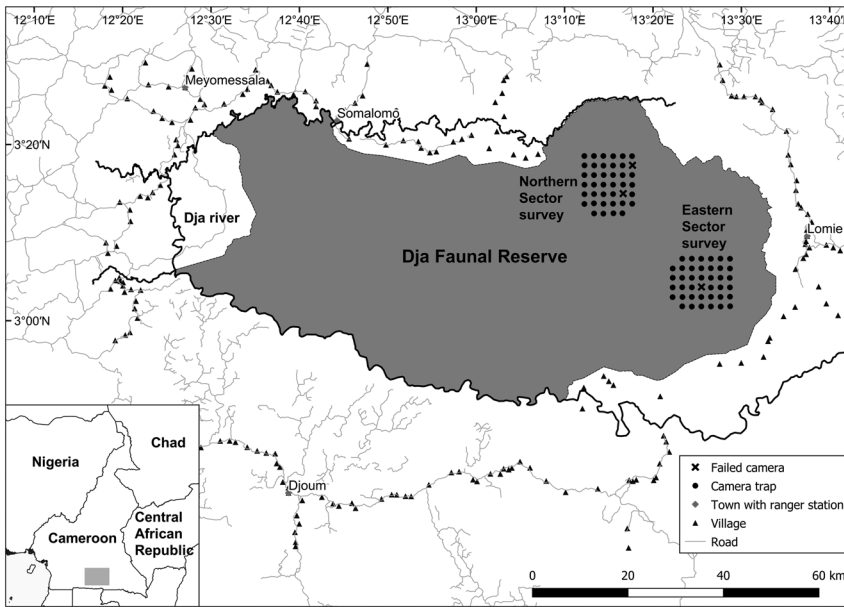 12°20'E
12°30'E
12°40'E
12°50'E
13°00'E
13°10'E
13°20'E
13°30'E
13°40'E
Meyomessala
Somalomô
3°20'N
Northern
Sector
survey
Eastern
Sector
survey
Dja river
Lomie
Dja Faunal Reserve
3°00'N
Djoum
Chad
Nigeria
Central
African
Republic
Cameroon
Failed camera
Camera trap
Town with ranger station
Village
Road
0 20 40 60 km